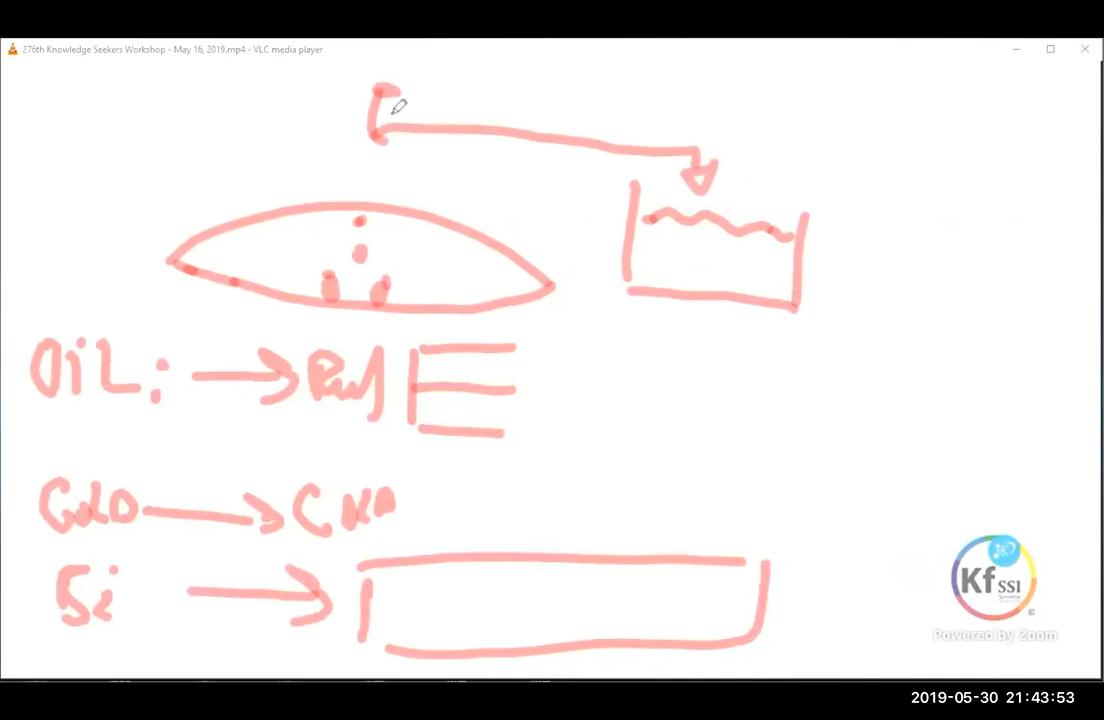 276th Knowledge Seekers Workshop - May 16, 2019.mp4 - VLC media player
OiL:
GoLD
Si
Kf SSI
©
Powered by Zoom
2019-05-30 21:43:53